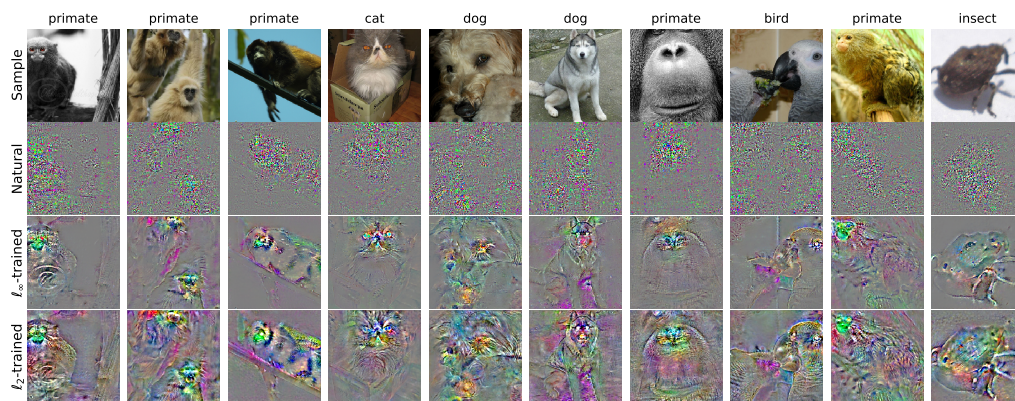 primate primate primate cat dog dog primate bird primate insect
Sample
Natural
ℓ∞-trained
ℓ2-trained